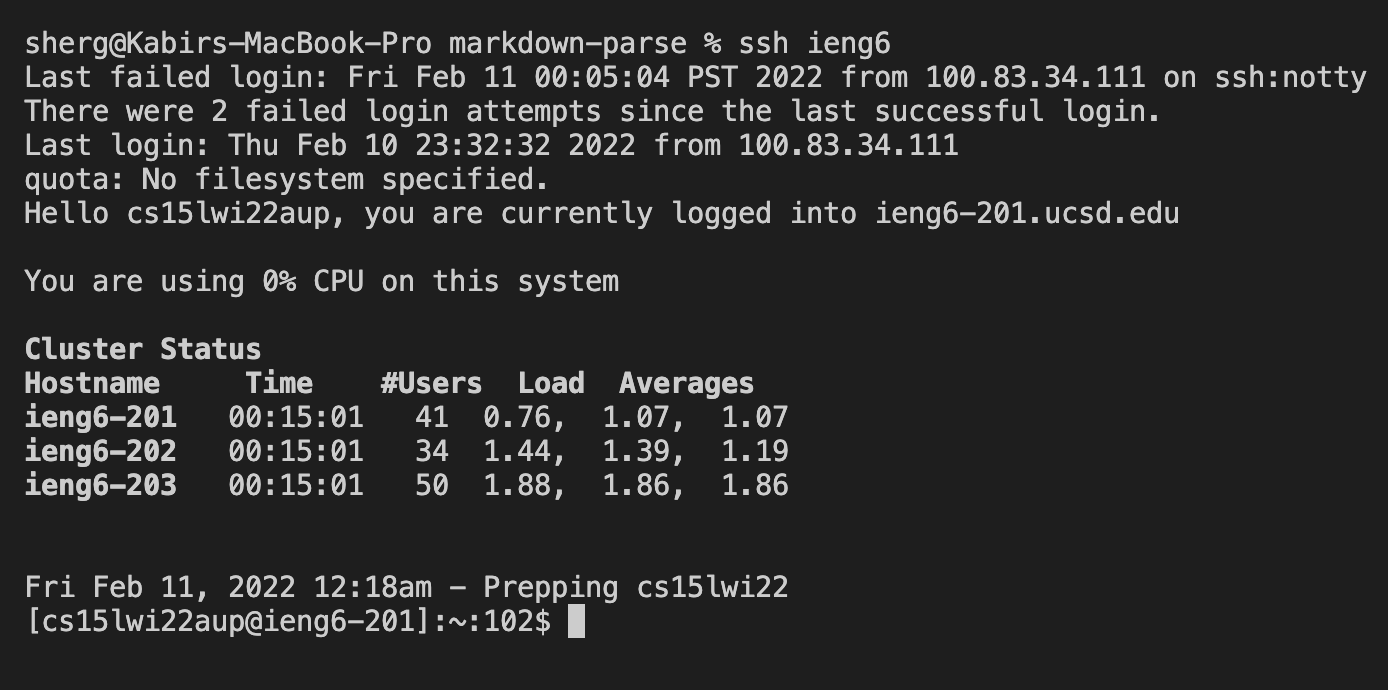 sherg@Kabirs-MacBook-Pro markdown-parse % ssh ieng6
Last failed login: Fri Feb 11 00:05:04 PST 2022 from 100.83.34.111 on ssh:notty
There were 2 failed login attempts since the last successful login.
Last login: Thu Feb 10 23:32:32 2022 from 100.83.34.111
quota: No filesystem specified.
Hello cs15lwi22aup, you are currently logged into ieng6-201.ucsd.edu
You are using 0% CPU on this system
Cluster Status
Hostname     Time    #Users  Load  Averages
ieng6-201   00:15:01   41  0.76,  1.07,  1.07
ieng6-202   00:15:01   34  1.44,  1.39,  1.19
ieng6-203   00:15:01   50  1.88,  1.86,  1.86
Fri Feb 11, 2022 12:18am - Prepping cs15lwi22
[cs15lwi22aup@ieng6-201]:~:102$